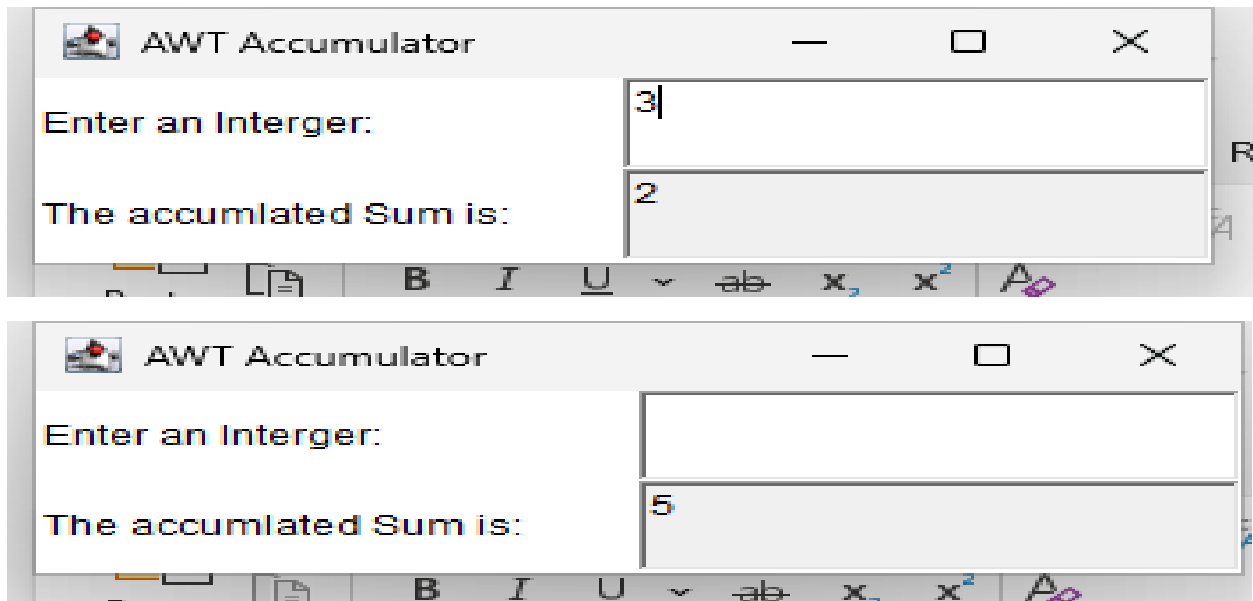 AWT Accumulator
Enter an Interger:
3
R
The accumlated Sum is:
2
A
B I U ab x₂ x² A
AWT Accumulator
Enter an Interger:
The accumlated Sum is:
5
B I U ab x₂ x² A